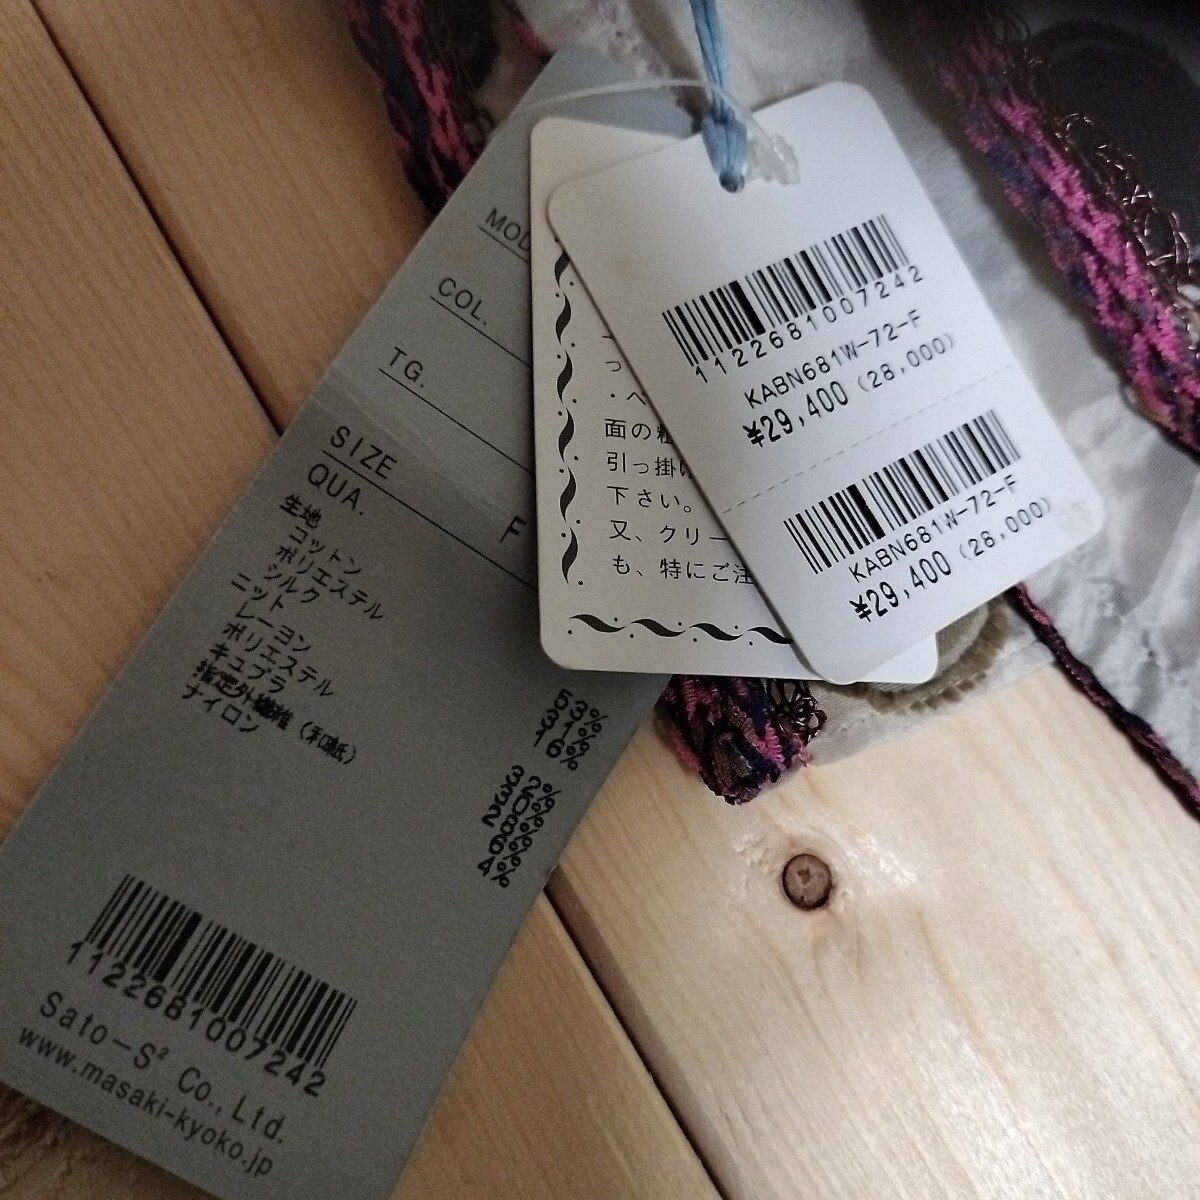 COL.
TG.
SIZE
F
QUA.
生地
コットン 53%
ポリエステル 31%
シルク 16%
ニット
レーヨン 32%
ポリエステル 30%
キュプラ 28%
指定外繊維（和紙） 6%
ナイロン 4%
1122681007242
Sato-S² Co., Ltd.
www.masaki-kyoko.jp
っ
・ペ
面の粗
引っ掛け
下さい。
又、クリー
も、特にご注
1122681007242
KABN681W-72-F
¥29,400 (28,000)
KABN681W-72-F
¥29,400 (28,000)